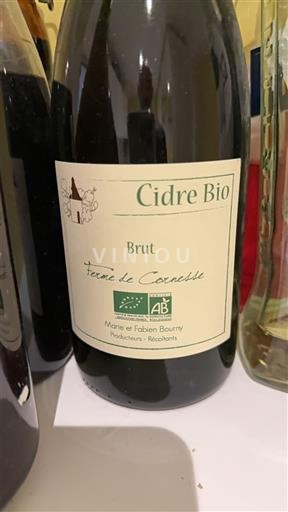 Cidre Bio
Brut
VINIOU
Ferme de Cornesse
AB
Marie et Fabien Bourny
Producteurs - Récoltants